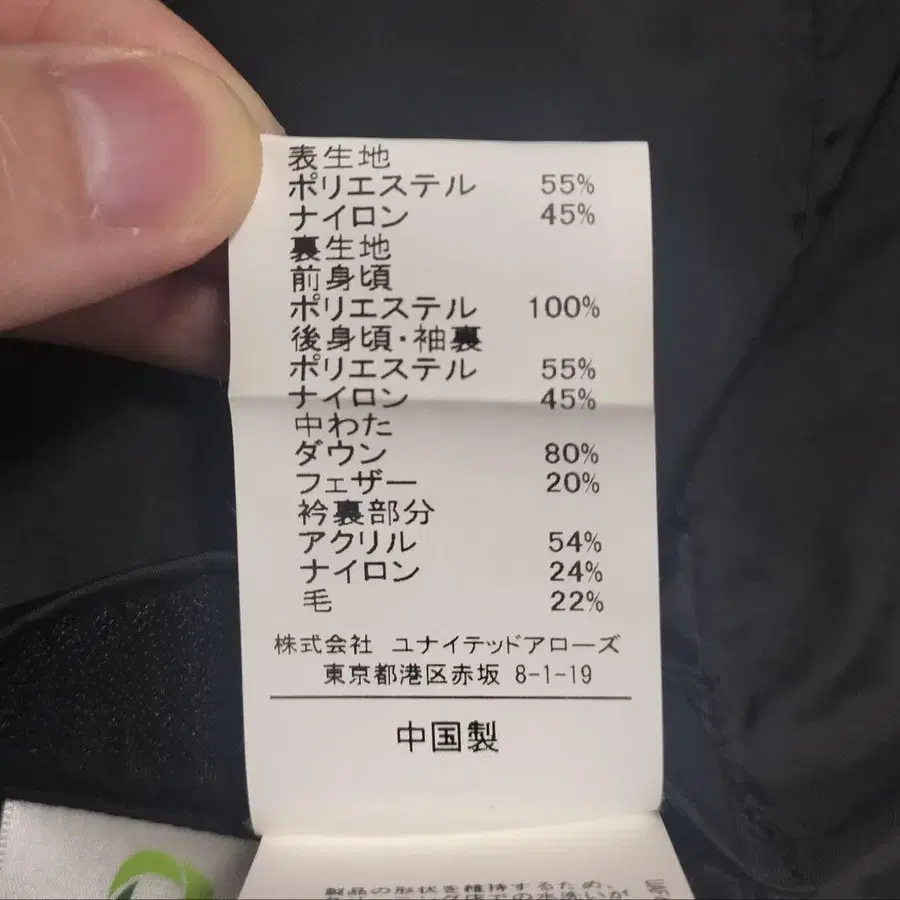 表生地
ポリエステル 55%
ナイロン 45%
裏生地
前身頃
ポリエステル 100%
後身頃・袖裏
ポリエステル 55%
ナイロン 45%
中わた
ダウン 80%
フェザー 20%
衿裏部分
アクリル 54%
ナイロン 24%
毛 22%
株式会社 ユナイテッドアローズ
東京都港区赤坂 8-1-19
中国製
製品の形状を維持するため、